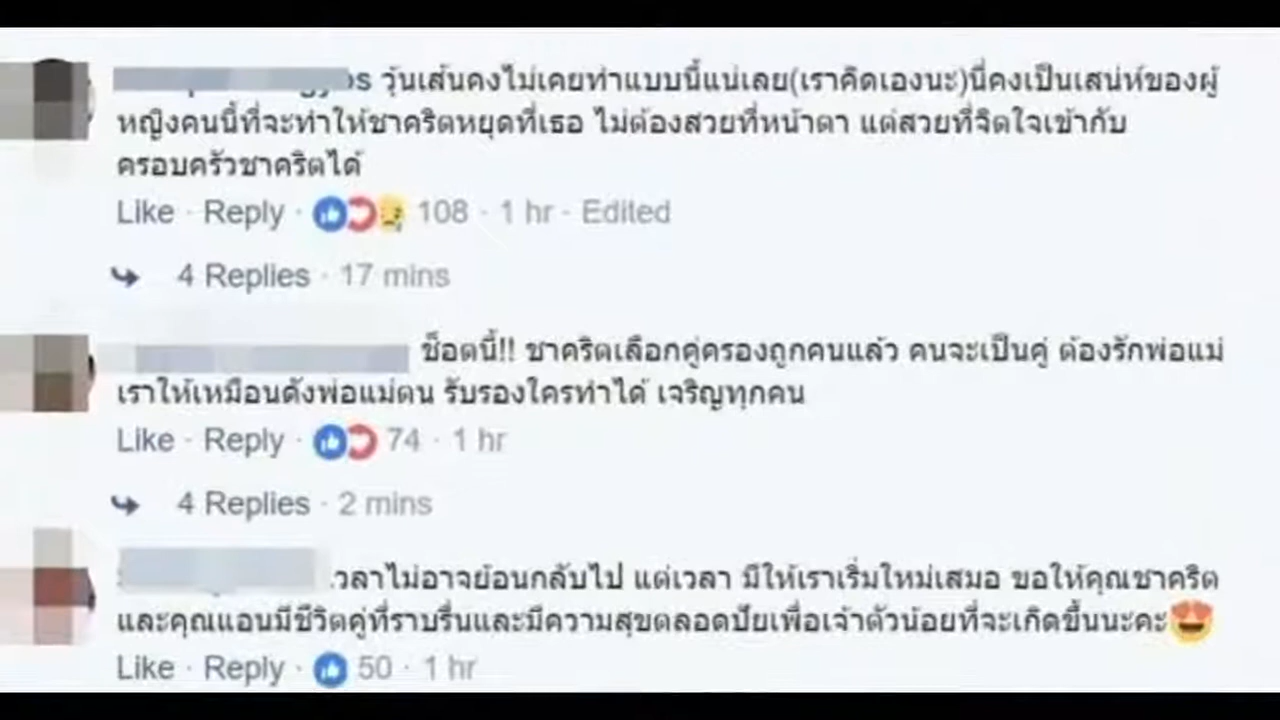 วุ้นเส้นคงไม่เคยทำแบบนี้แน่เลย(เราคิดเองนะ)นี่คงเป็นเสน่ห์ของผู้
หญิงคนนี้ที่จะทำให้ชาคริตหยุดที่เธอ ไม่ต้องสวยที่หน้าตา แต่สวยที่จิตใจเข้ากับ
ครอบครัวชาคริตได้
Like · Reply · 108 · 1 hr · Edited
4 Replies · 17 mins
ช็อตนี้!! ชาคริตเลือกคู่ครองถูกคนแล้ว คนจะเป็นคู่ ต้องรักพ่อแม่
เราให้เหมือนดังพ่อแม่ตน รับรองใครทำได้ เจริญทุกคน
Like · Reply · 74 · 1 hr
4 Replies · 2 mins
เวลาไม่อาจย้อนกลับไป แต่เวลา มีให้เราเริ่มใหม่เสมอ ขอให้คุณชาคริต
และคุณแอนมีชีวิตคู่ที่ราบรื่นและมีความสุขตลอดปัยเพื่อเจ้าตัวน้อยที่จะเกิดขึ้นนะคะ😍
Like · Reply · 50 · 1 hr